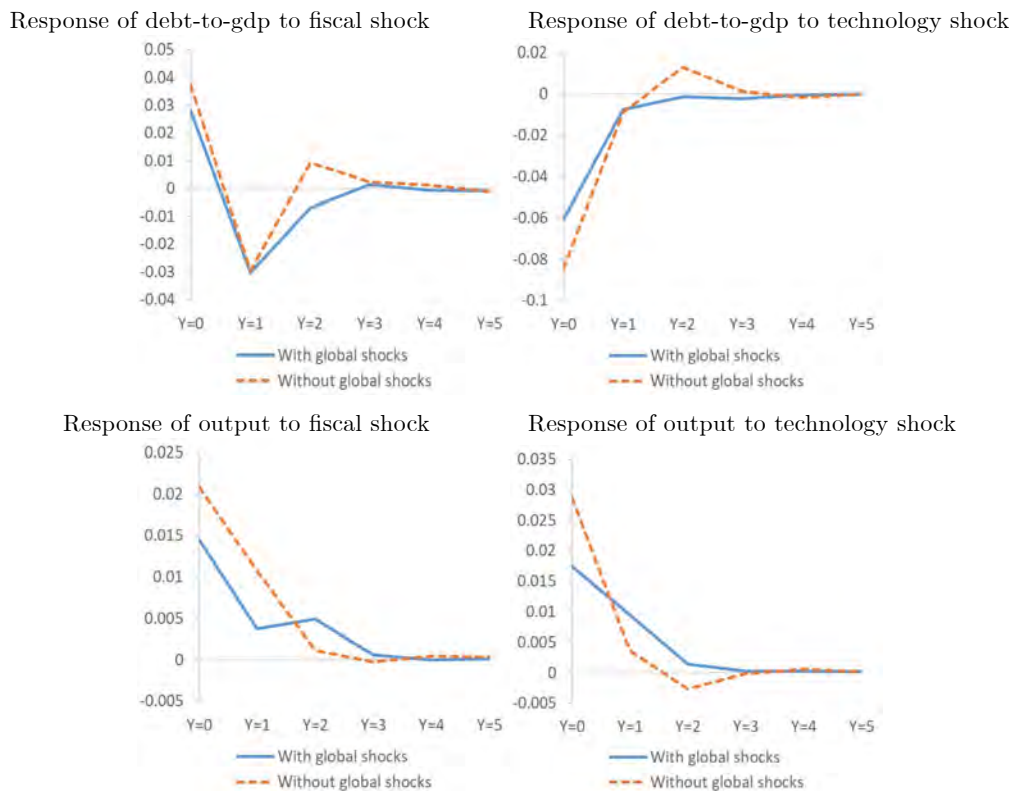 Response of debt-to-gdp to fiscal shock
0.05
0.04
0.03
0.02
0.01
0
-0.01
-0.02
-0.03
-0.04
Y=0 Y=1 Y=2 Y=3 Y=4 Y=5
With global shocks
Without global shocks
Response of debt-to-gdp to technology shock
0.02
0
-0.02
-0.04
-0.06
-0.08
-0.1
Y=0 Y=1 Y=2 Y=3 Y=4 Y=5
With global shocks
Without global shocks
Response of output to fiscal shock
0.025
0.02
0.015
0.01
0.005
0
-0.005
Y=0 Y=1 Y=2 Y=3 Y=4 Y=5
With global shocks
Without global shocks
Response of output to technology shock
0.035
0.03
0.025
0.02
0.015
0.01
0.005
0
-0.005
Y=0 Y=1 Y=2 Y=3 Y=4 Y=5
With global shocks
Without global shocks